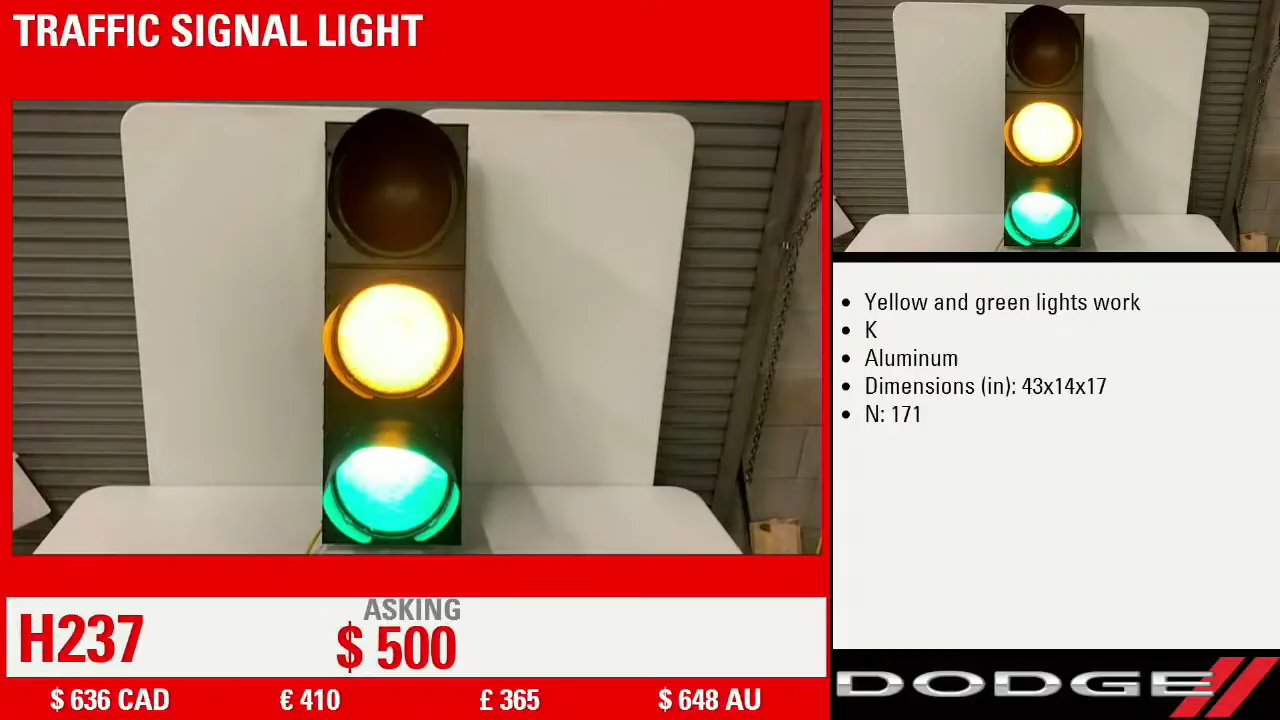 TRAFFIC SIGNAL LIGHT
H237
ASKING
$ 500
$ 636 CAD € 410 £ 365 $ 648 AU
• Yellow and green lights work
• K
• Aluminum
• Dimensions (in): 43x14x17
• N: 171
DODGE